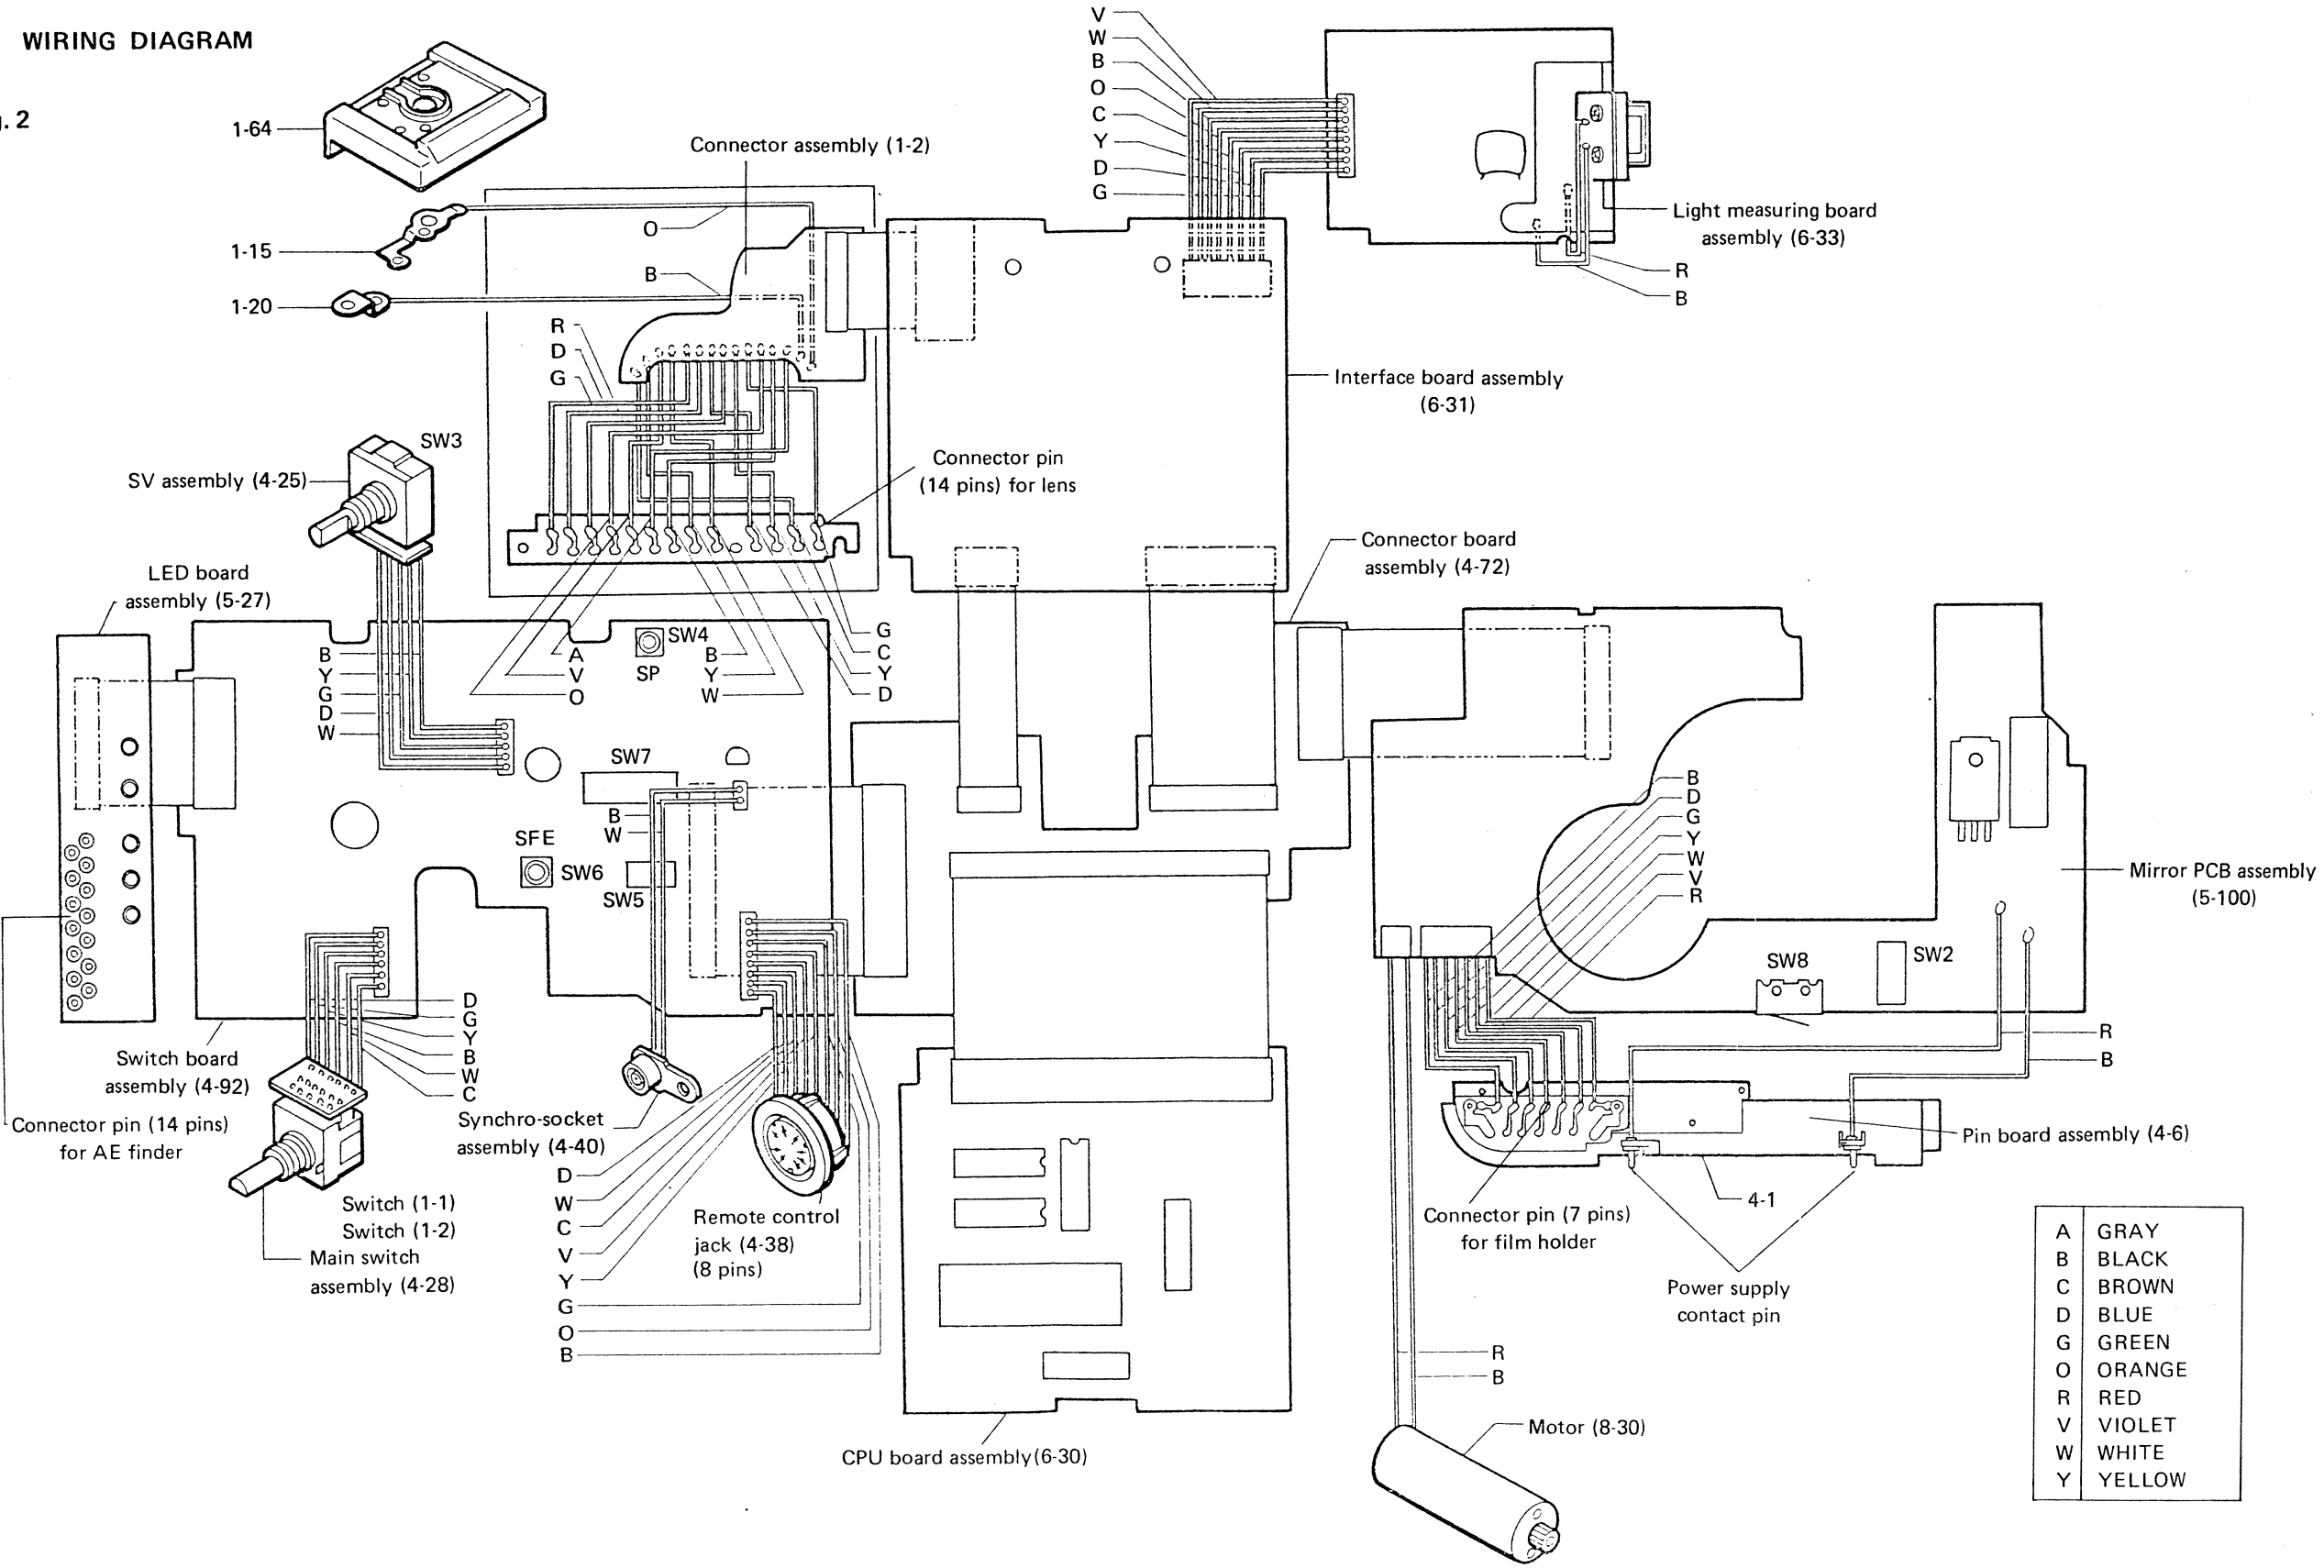 WIRING DIAGRAM
. 2
1-64
1-15
1-20
Connector assembly (1-2)
O
B
R
D
G
V
W
B
O
C
Y
D
G
Light measuring board
assembly (6-33)
R
B
Interface board assembly
(6-31)
Connector pin
(14 pins) for lens
SW3
SV assembly (4-25)
LED board
assembly (5-27)
B
Y
G
D
W
A
V
O
SW4
SP
B
Y
W
G
C
Y
D
Connector board
assembly (4-72)
SW7
B
W
SFE
SW6
SW5
B
D
G
Y
W
V
R
Mirror PCB assembly
(5-100)
SW8
SW2
R
B
D
G
Y
B
W
C
Switch board
assembly (4-92)
Connector pin (14 pins)
for AE finder
Synchro-socket
assembly (4-40)
D
W
C
V
Y
G
O
B
Remote control
jack (4-38)
(8 pins)
Switch (1-1)
Switch (1-2)
Main switch
assembly (4-28)
Pin board assembly (4-6)
4-1
Connector pin (7 pins)
for film holder
Power supply
contact pin
R
B
Motor (8-30)
CPU board assembly(6-30)
A GRAY
B BLACK
C BROWN
D BLUE
G GREEN
O ORANGE
R RED
V VIOLET
W WHITE
Y YELLOW